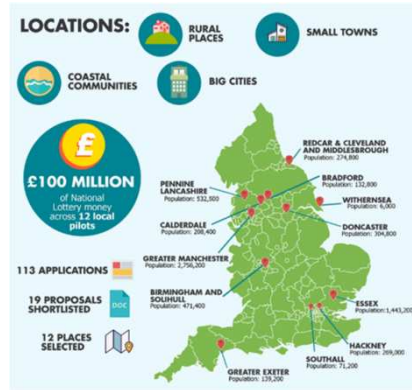 LOCATIONS:
RURAL
PLACES
SMALL TOWNS
COASTAL
COMMUNITIES
BIG CITIES
£
£100 MILLION
of National
Lottery money
across 12 local
pilots
113 APPLICATIONS
19 PROPOSALS
SHORTLISTED
DOC
12 PLACES
SELECTED
REDCAR & CLEVELAND
AND MIDDLESBROUGH
Population: 274,800
BRADFORD
Population: 132,800
PENNINE
LANCASHIRE
Population: 532,800
WITHERNSEA
Population: 6,000
CALDERDALE
Population: 208,400
DONCASTER
Population: 304,800
GREATER MANCHESTER
Population: 2,756,200
BIRMINGHAM AND
SOLIHULL
Population: 471,400
ESSEX
Population: 1,443,200
HACKNEY
Population: 269,000
SOUTHALL
Population: 71,200
GREATER EXETER
Population: 139,200